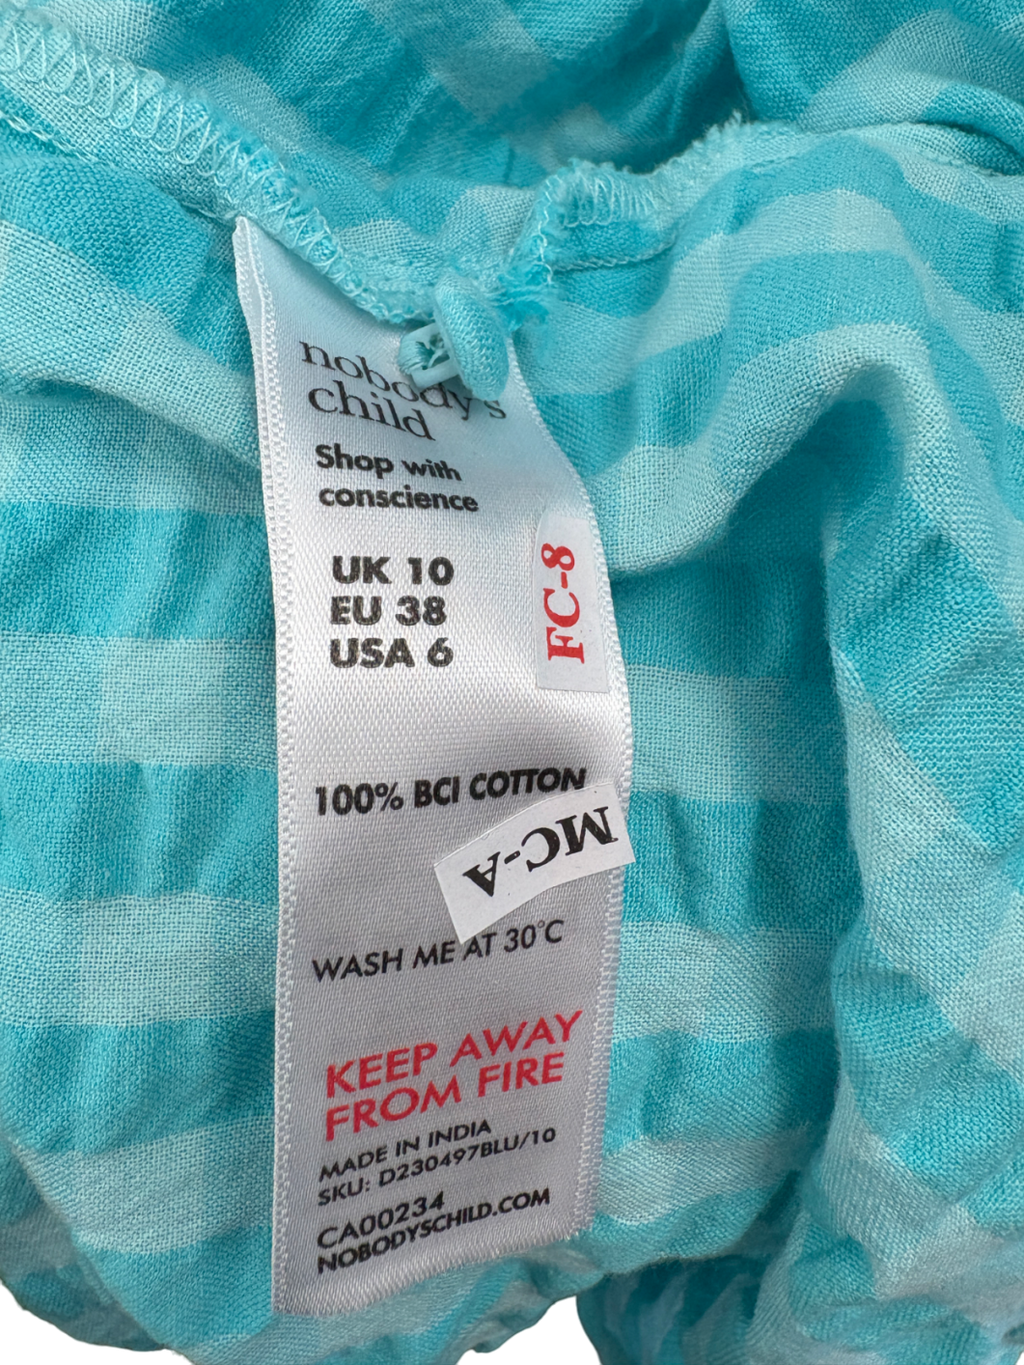 nobody's
child
Shop with
conscience
UK 10
EU 38
USA 6
FC-8
100% BCI COTTON
MC-A
WASH ME AT 30°C
KEEP AWAY
FROM FIRE
MADE IN INDIA
SKU: D230497BLU/10
CA00234
NOBODYSCHILD.COM